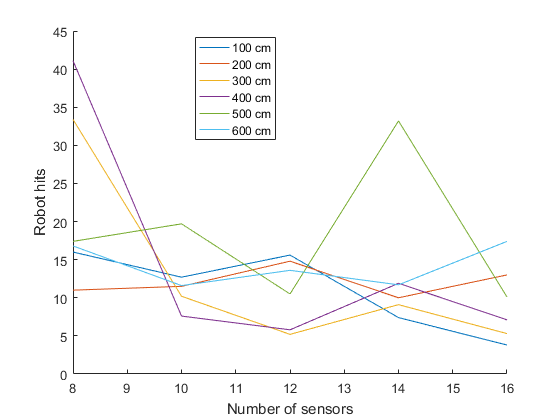 45
40
35
30
25
20
15
10
5
0
Robot hits
100 cm
200 cm
300 cm
400 cm
500 cm
600 cm
8 9 10 11 12 13 14 15 16
Number of sensors